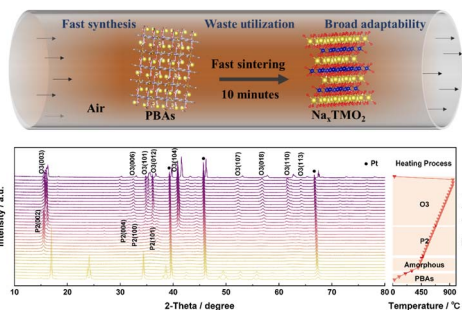 Fast synthesis Waste utilization Broad adaptability
Fast sintering
10 minutes
Air
PBAs
NaxTMO2
O3(003)
O3(006)
O3(101)
O3(012)
O3(104)
O3(107)
O3(018)
O3(110)
O3(113)
P2(002)
P2(004)
P2(100)
P2(101)
• Pt
Heating Process
O3
P2
Amorphous
PBAs
Intensity / a.u.
10 20 30 40 50 60 70 80
2-Theta / degree
0 450 900
Temperature / °C